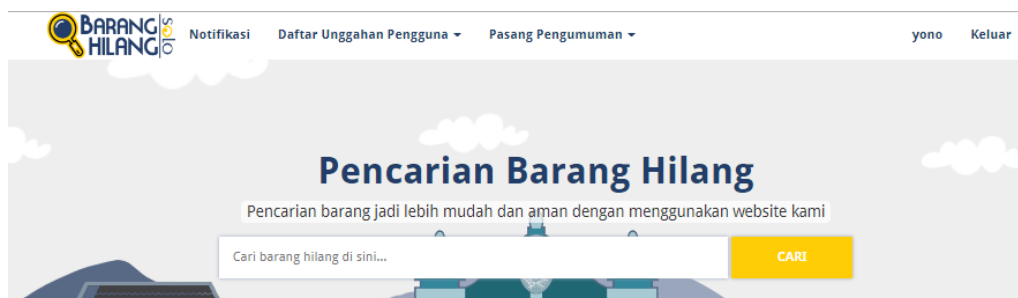 BARANG HILANG SOLO
Notifikasi Daftar Unggahan Pengguna Pasang Pengumuman yono Keluar
Pencarian Barang Hilang
Pencarian barang jadi lebih mudah dan aman dengan menggunakan website kami
Cari barang hilang di sini... CARI